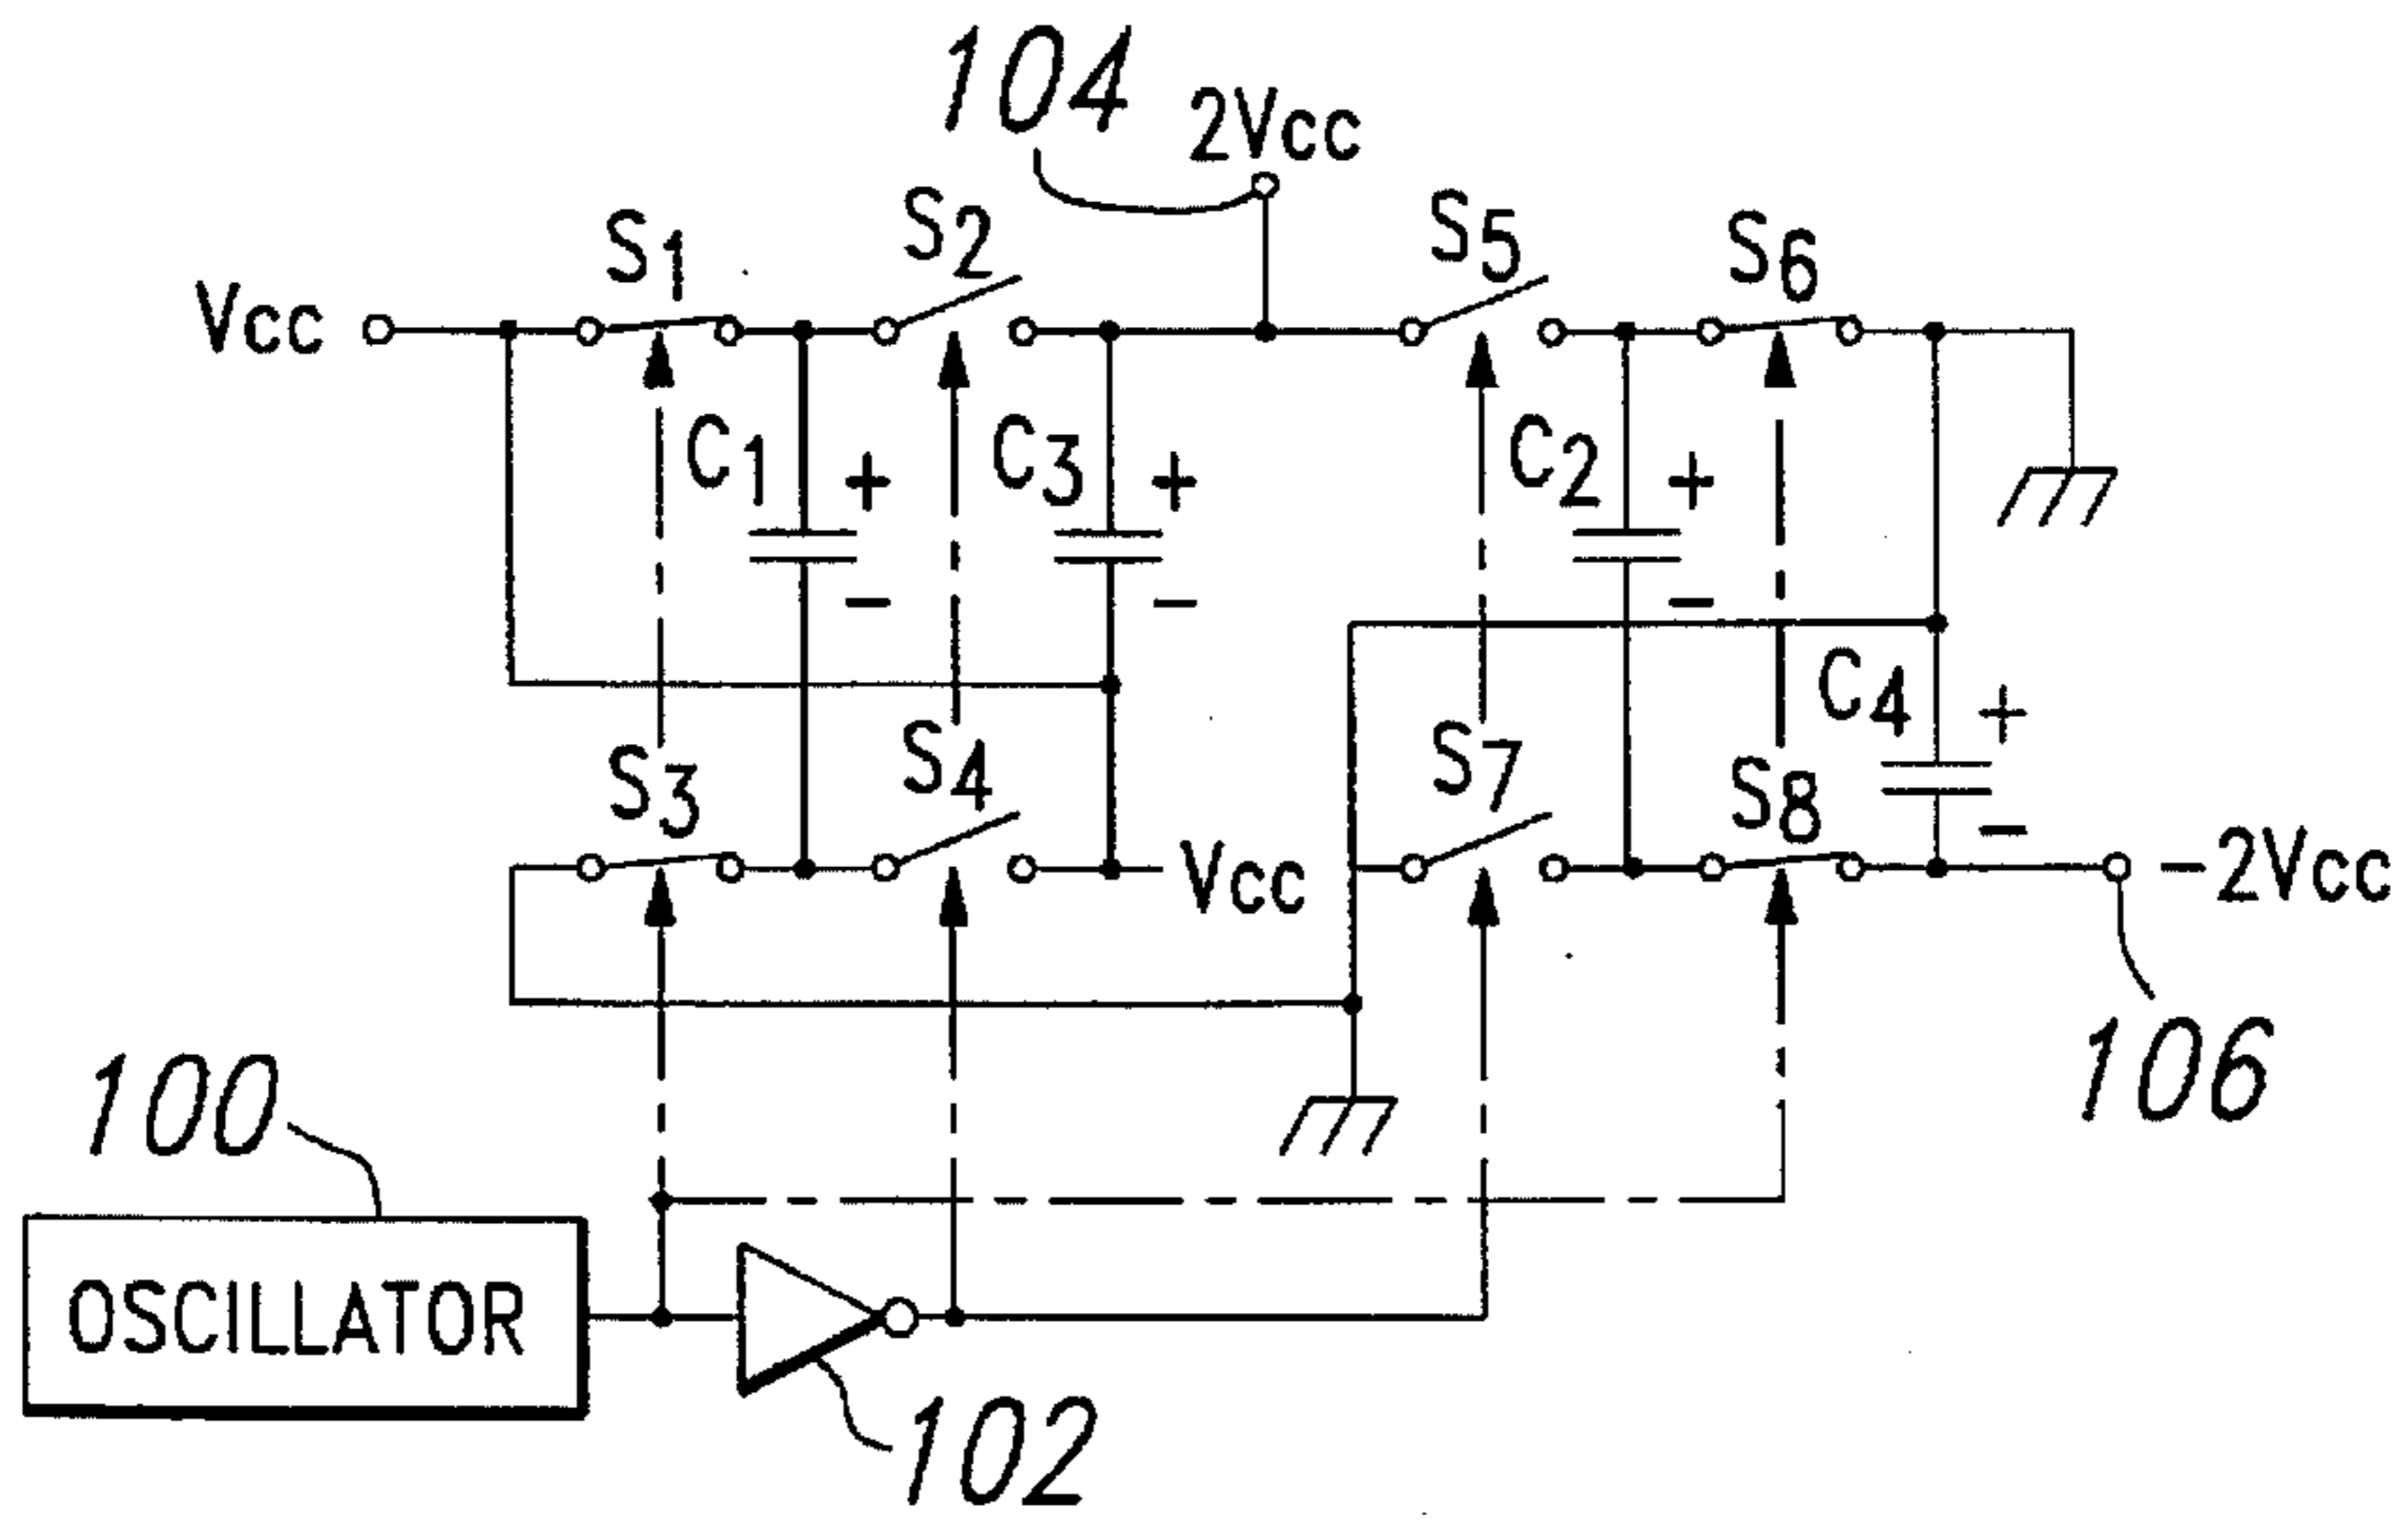 104
2Vcc
S1
S2
S5
S6
Vcc
C1
+
C3
+
C2
+
-
-
-
C4
+
S3
S4
S7
S8
-
Vcc
-2Vcc
106
100
OSCILLATOR
102